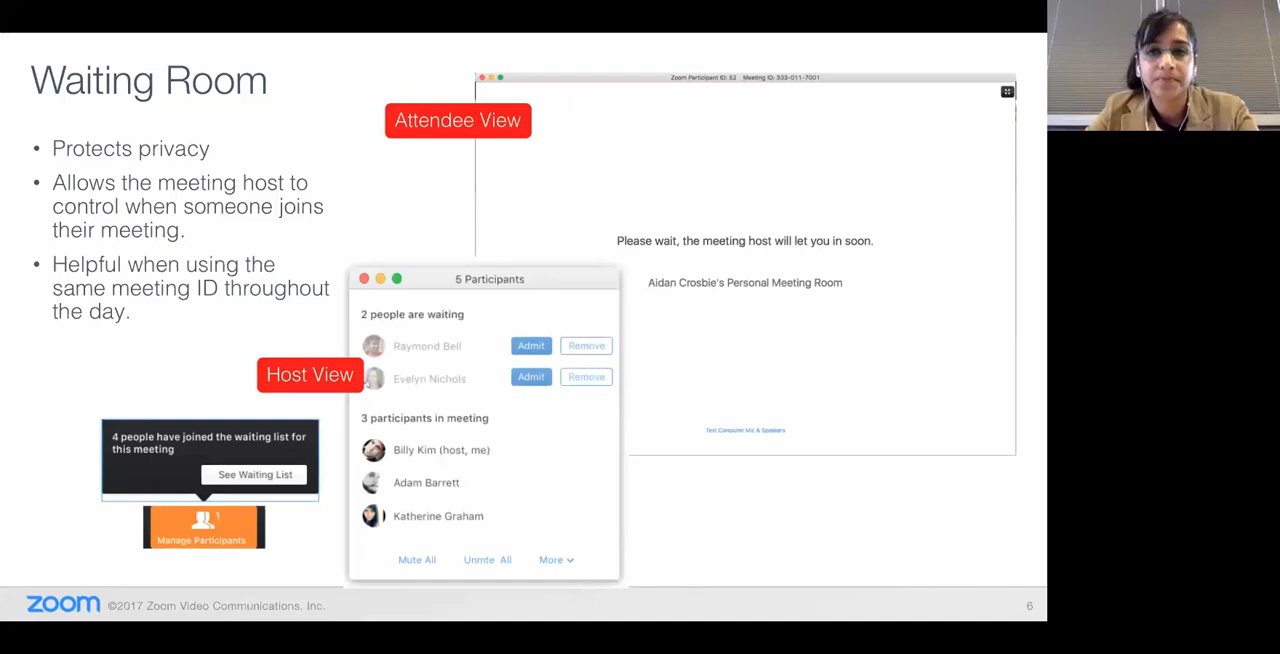 Waiting Room
• Protects privacy
• Allows the meeting host to
control when someone joins
their meeting.
• Helpful when using the
same meeting ID throughout
the day.
Attendee View
Zoom Participant ID: 52 Meeting ID: 333-011-7001
Please wait, the meeting host will let you in soon.
Aidan Crosbie's Personal Meeting Room
Test Computer Mic & Speakers
Host View
5 Participants
2 people are waiting
Raymond Bell Admit Remove
Evelyn Nichols Admit Remove
3 participants in meeting
Billy Kim (host, me)
Adam Barrett
Katherine Graham
Mute All Unmte All More
4 people have joined the waiting list for
this meeting
See Waiting List
1
Manage Participants
zoom ©2017 Zoom Video Communications, Inc. 6